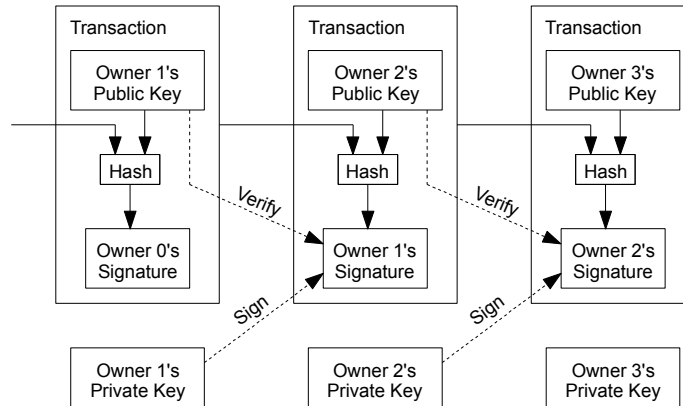 Transaction
Owner 1's
Public Key
Hash
Owner 0's
Signature
Transaction
Owner 2's
Public Key
Hash
Verify
Owner 1's
Signature
Transaction
Owner 3's
Public Key
Hash
Verify
Owner 2's
Signature
Sign
Sign
Owner 1's
Private Key
Owner 2's
Private Key
Owner 3's
Private Key